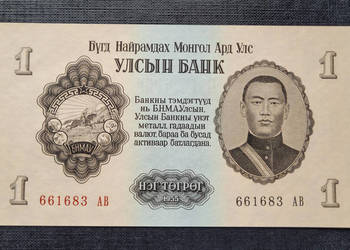 Бүгд Найрамдах Монгол Ард Улс
1 УЛСЫН БАНК 1
Банкны тэмдэгтүүд
нь Б.Н.М.А.Улсын,
Улсын Банкны үнэт
металл, гадаадын
валют, бараа ба бусад
активаар батлагдана.
БНМАУ
661683 АВ
НЭГ ТӨГРӨГ
1955
661683 АВ
1 1